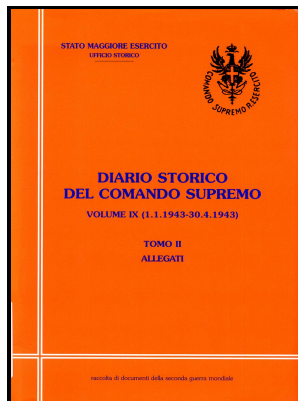 STATO MAGGIORE ESERCITO
UFFICIO STORICO
COMANDO SUPREMO R. ESERCITO
DIARIO STORICO
DEL COMANDO SUPREMO
VOLUME IX (1.1.1943-30.4.1943)
TOMO II
ALLEGATI
raccolta di documenti della seconda guerra mondiale